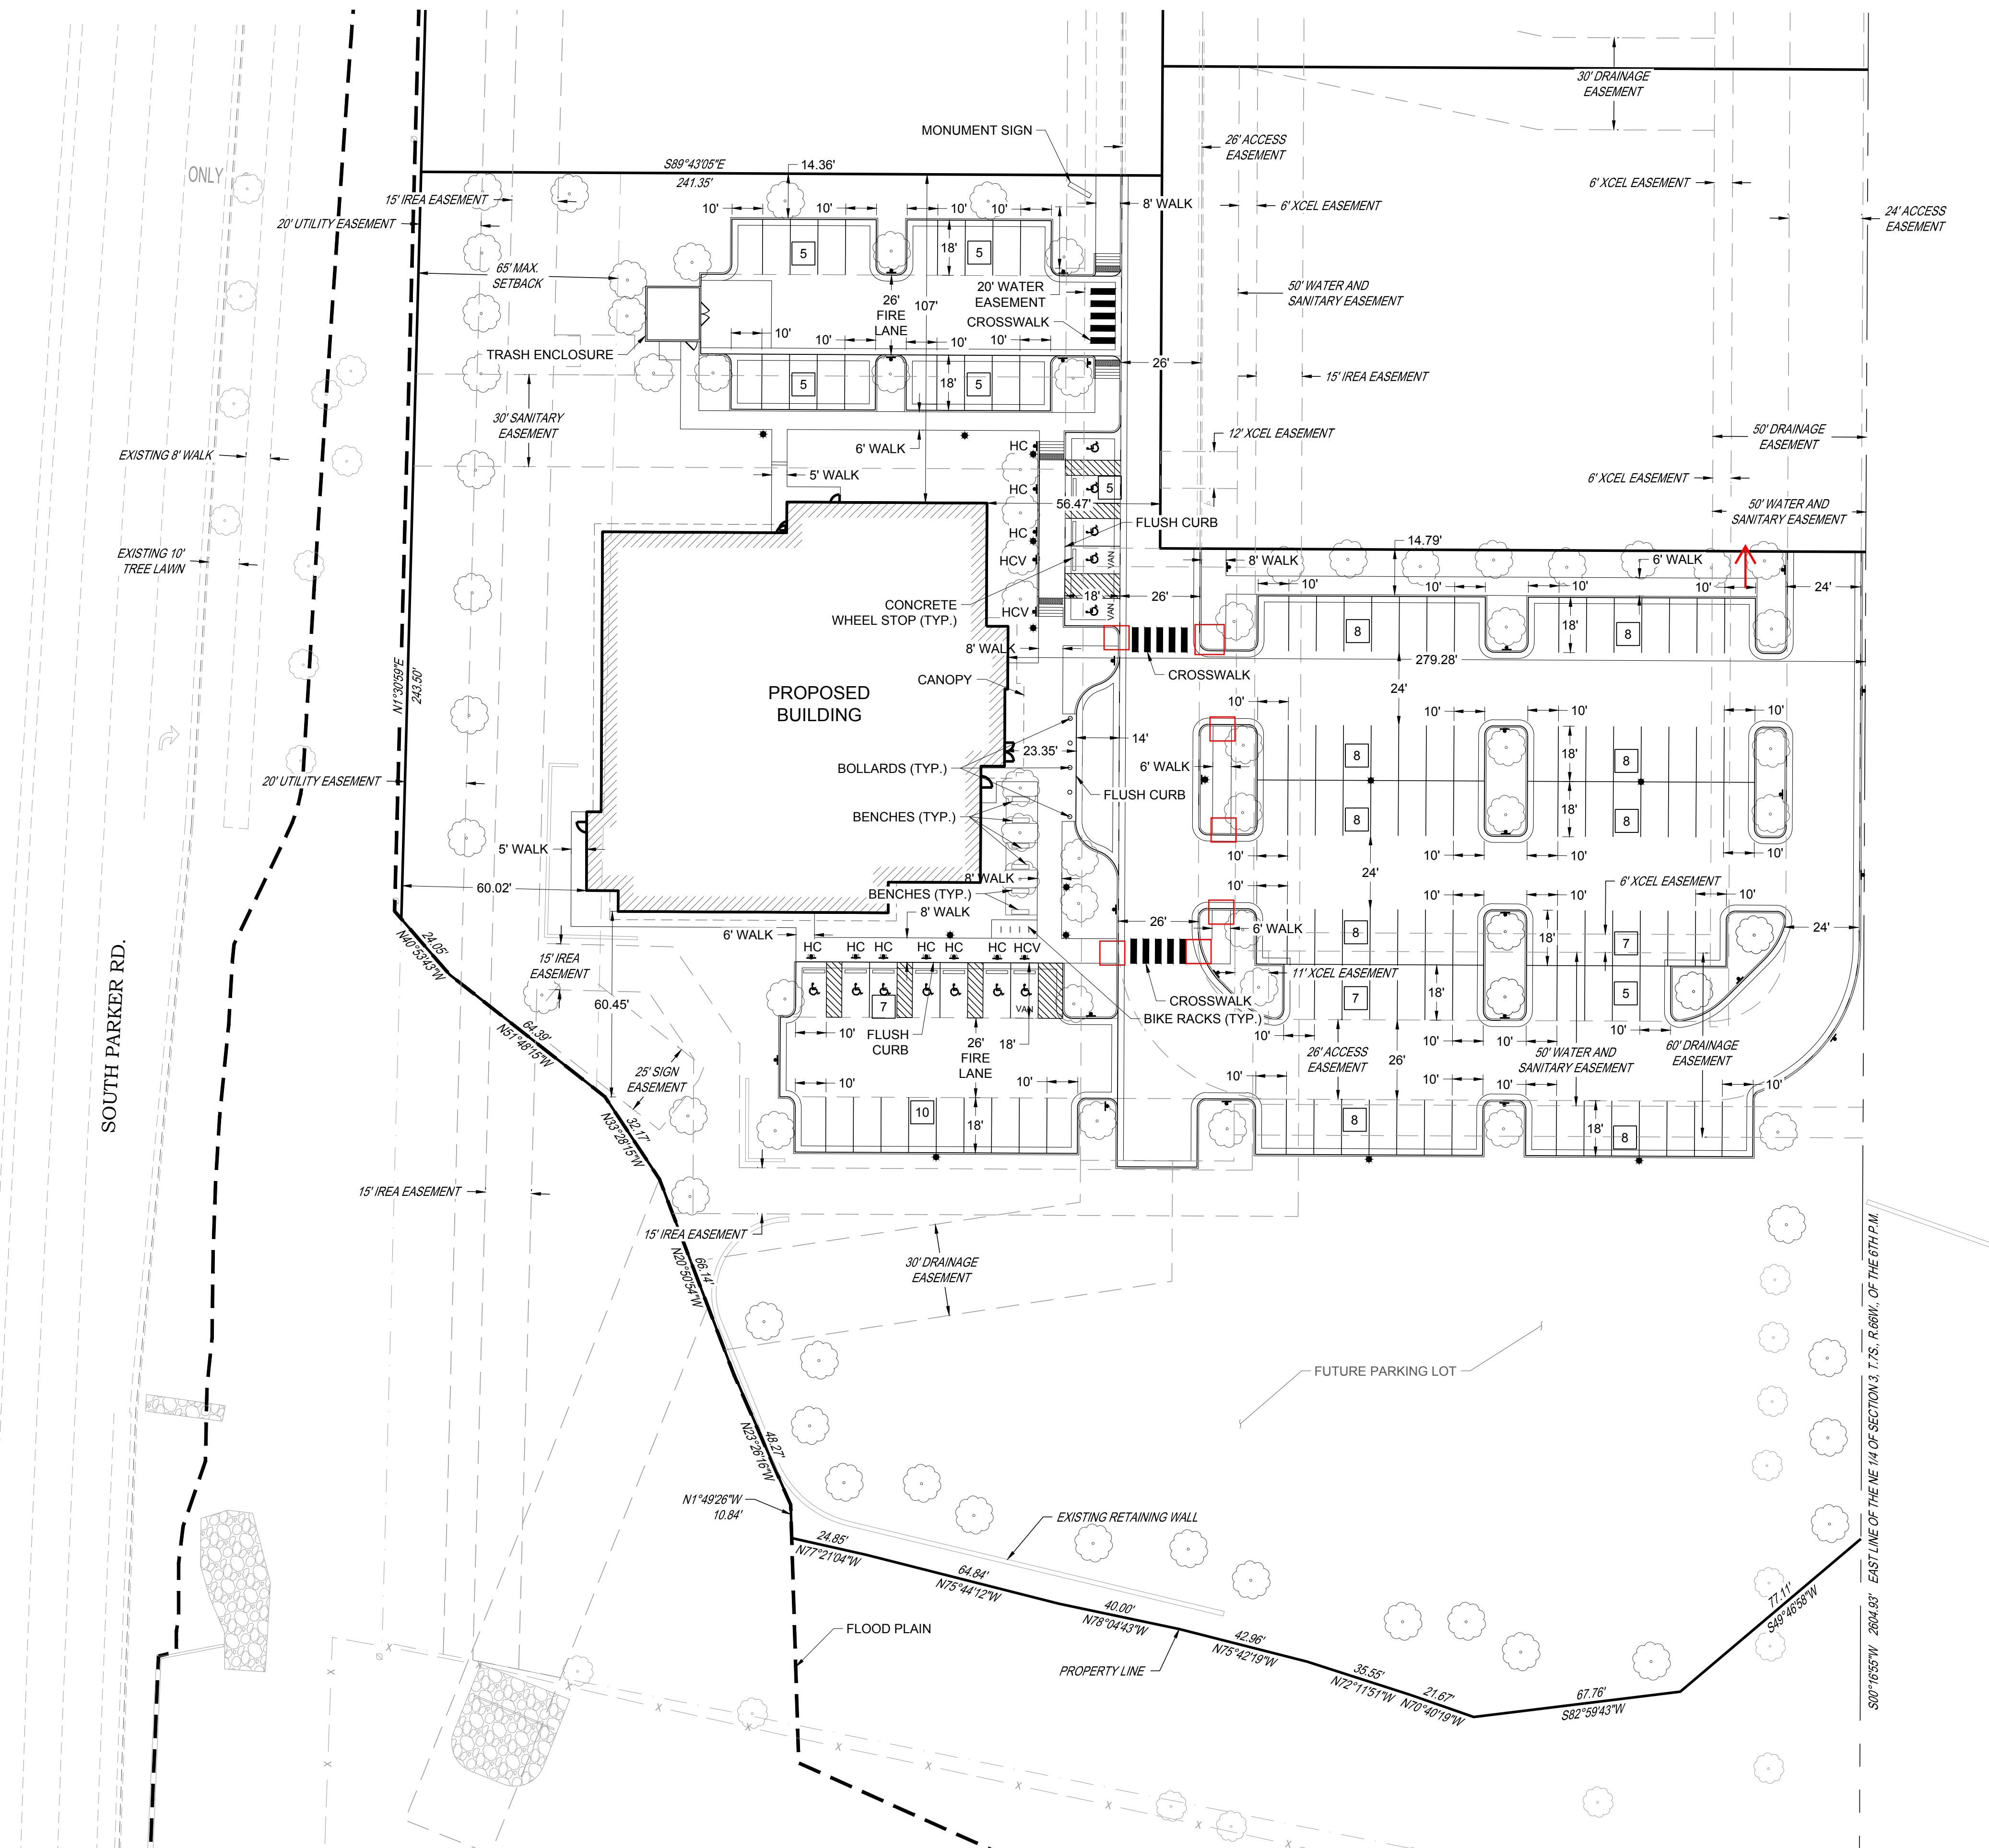 30' DRAINAGE
EASEMENT
MONUMENT SIGN
26' ACCESS
EASEMENT
ONLY
S89°43'05"E
14.36'
241.35'
15' IREA EASEMENT
8' WALK
6' XCEL EASEMENT
6' XCEL EASEMENT
24' ACCESS
EASEMENT
20' UTILITY EASEMENT
10'
10'
10'
10'
5
5
18'
65' MAX.
SETBACK
20' WATER
EASEMENT
50' WATER AND
SANITARY EASEMENT
26'
FIRE
LANE
107'
CROSSWALK
10'
10'
10'
10'
TRASH ENCLOSURE
26'
15' IREA EASEMENT
5
5
18'
30' SANITARY
EASEMENT
12' XCEL EASEMENT
50' DRAINAGE
EASEMENT
EXISTING 8' WALK
6' WALK
HC
5' WALK
6' XCEL EASEMENT
HC
5
56.47'
50' WATER AND
SANITARY EASEMENT
FLUSH CURB
HC
14.79'
EXISTING 10'
TREE LAWN
HCV
VAN
8' WALK
6' WALK
10'
10'
10'
10'
24'
CONCRETE
WHEEL STOP (TYP.)
18'
26'
HCV
VAN
8
18'
8
8' WALK
279.28'
CROSSWALK
CANOPY
24'
PROPOSED
BUILDING
N1°30'59"E
243.50'
10'
10'
10'
10'
14'
23.35'
18'
8
8
BOLLARDS (TYP.)
6' WALK
20' UTILITY EASEMENT
FLUSH CURB
BENCHES (TYP.)
8
18'
8
5' WALK
10'
10'
10'
10'
24'
8' WALK
60.02'
BENCHES (TYP.)
10'
10'
10'
6' XCEL EASEMENT
10'
8' WALK
26'
6' WALK
8
18'
7
24'
6' WALK
HC
HC
HC
HC
HC
HC
HCV
24.05'
N40°53'43"W
15' IREA
EASEMENT
11' XCEL EASEMENT
60.45'
7
VAN
CROSSWALK
7
18'
5
BIKE RACKS (TYP.)
10'
FLUSH
CURB
26'
FIRE
LANE
18'
10'
10'
10'
10'
64.39'
N51°48'15"W
26' ACCESS
EASEMENT
26'
50' WATER AND
SANITARY EASEMENT
60' DRAINAGE
EASEMENT
25' SIGN
EASEMENT
10'
10'
10'
10'
10'
10'
SOUTH PARKER RD.
10
18'
8
18'
8
32.17'
N33°28'15"W
15' IREA EASEMENT
15' IREA EASEMENT
66.14'
N20°50'54"W
30' DRAINAGE
EASEMENT
FUTURE PARKING LOT
48.27'
N23°26'16"W
N1°49'26"W
10.84'
EXISTING RETAINING WALL
24.85'
N77°21'04"W
64.84'
N75°44'12"W
40.00'
N78°04'43"W
FLOOD PLAIN
PROPERTY LINE
42.96'
N75°42'19"W
35.55'
N72°11'51"W
21.67'
N70°40'19"W
67.76'
S82°59'43"W
77.11'
S49°46'58"W
S00°16'55"W 2604.93' EAST LINE OF THE NE 1/4 OF SECTION 3, T.7S., R.66W., OF THE 6TH P.M.
X
X
X
X
X
X
X
X
X
X
X